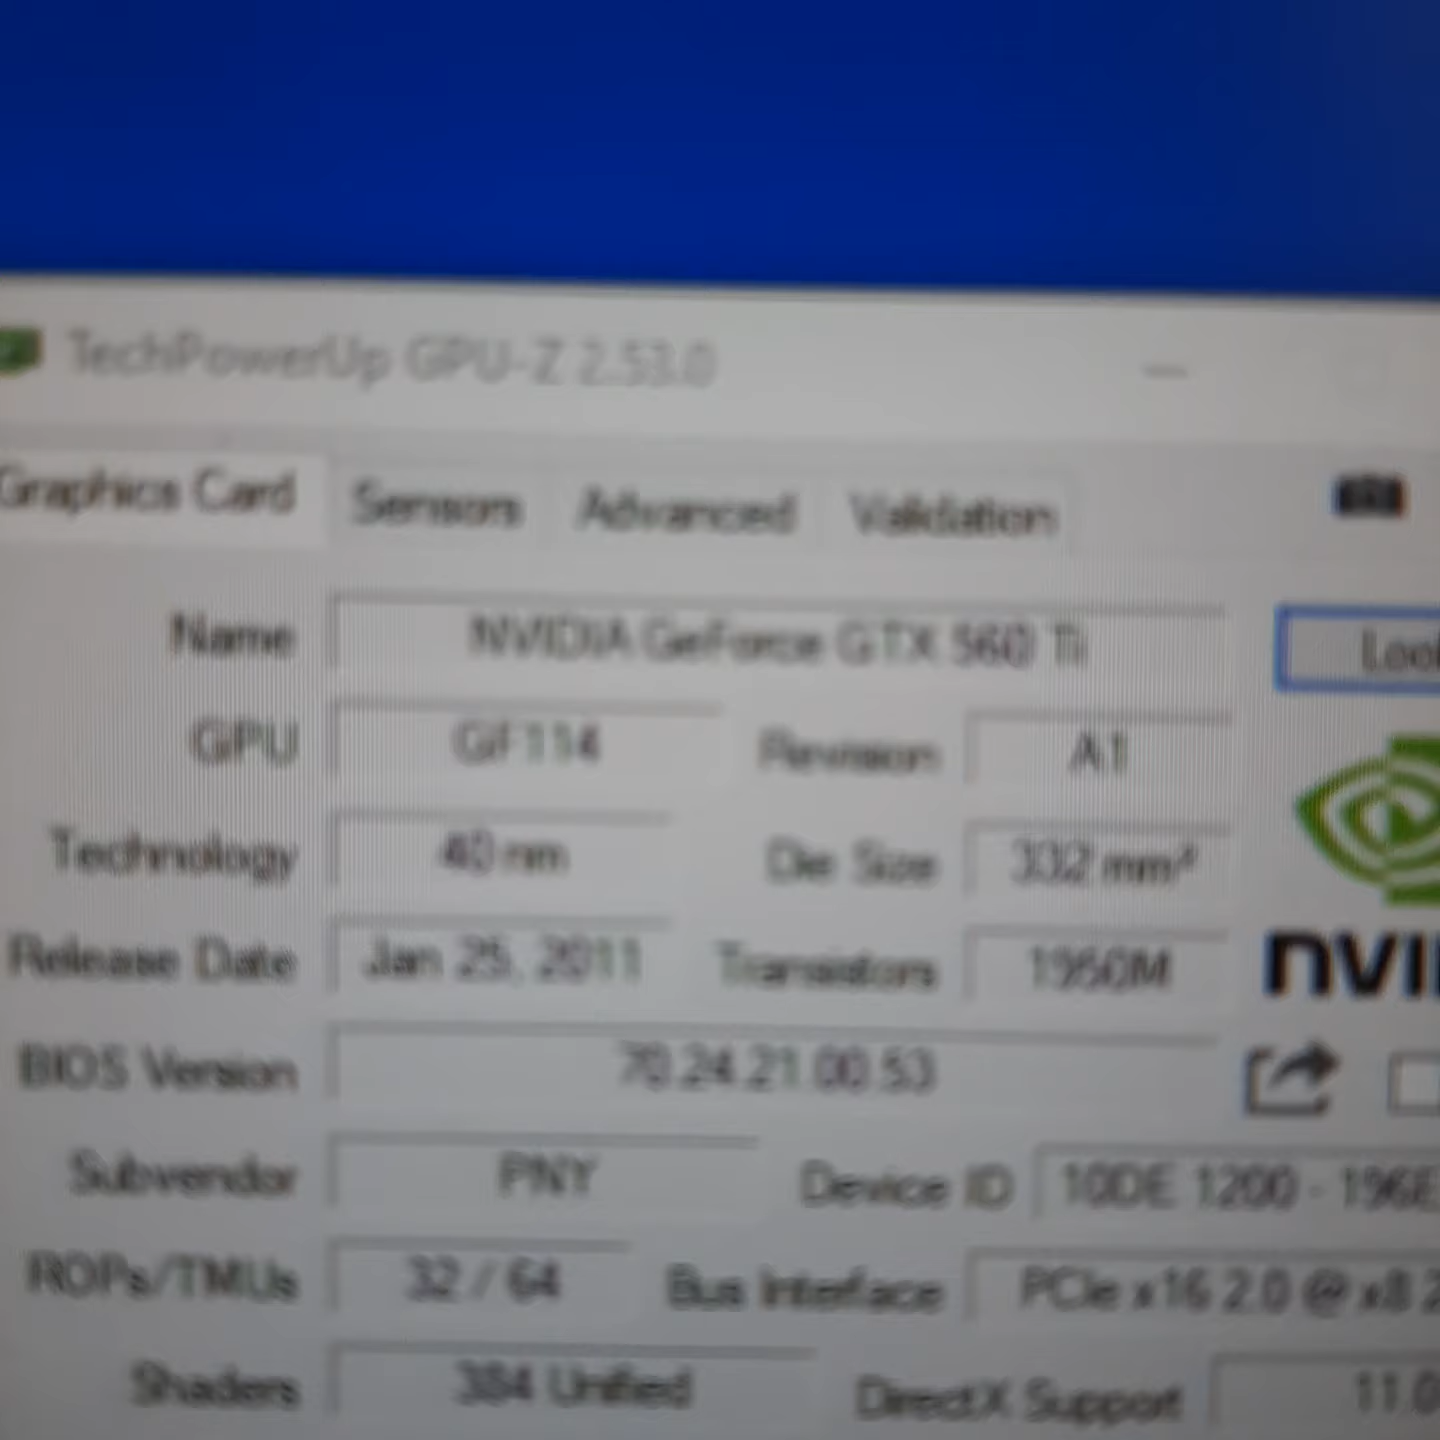 TechPowerUp GPU-Z 2.53.0
Graphics Card Sensors Advanced Validation
Name NVIDIA GeForce GTX 560 Ti Look
GPU GF114 Revision A1
Technology 40 nm Die Size 332 mm²
Release Date Jan 25, 2011 Transistors 1950M
BIOS Version 70.24.21.00.53
Subvendor PNY Device ID 10DE 1200 - 196E
ROPs/TMUs 32 / 64 Bus Interface PCIe x16 2.0 @ x8 2
Shaders 384 Unified DirectX Support 11.0
nVI